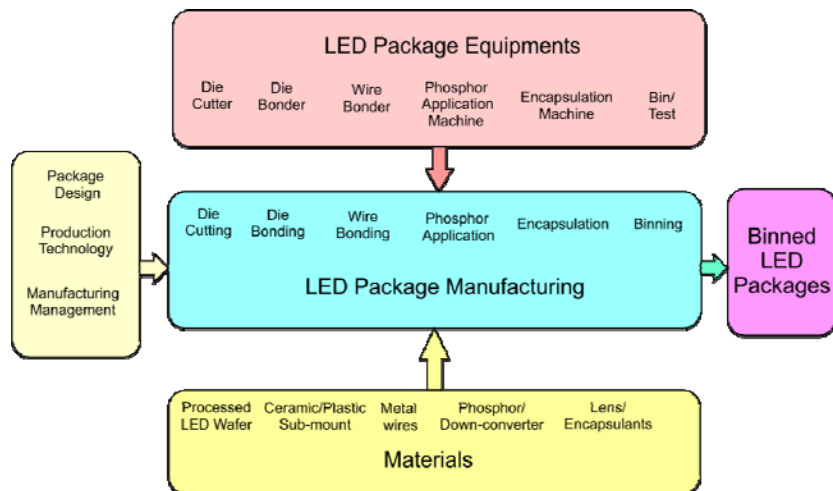 LED Package Equipments
Die
Cutter
Die
Bonder
Wire
Bonder
Phosphor
Application
Machine
Encapsulation
Machine
Bin/
Test
Package
Design
Production
Technology
Manufacturing
Management
Die
Cutting
Die
Bonding
Wire
Bonding
Phosphor
Application
Encapsulation
Binning
LED Package Manufacturing
Binned
LED
Packages
Processed
LED Wafer
Ceramic/Plastic
Sub-mount
Metal
wires
Phosphor/
Down-converter
Lens/
Encapsulants
Materials